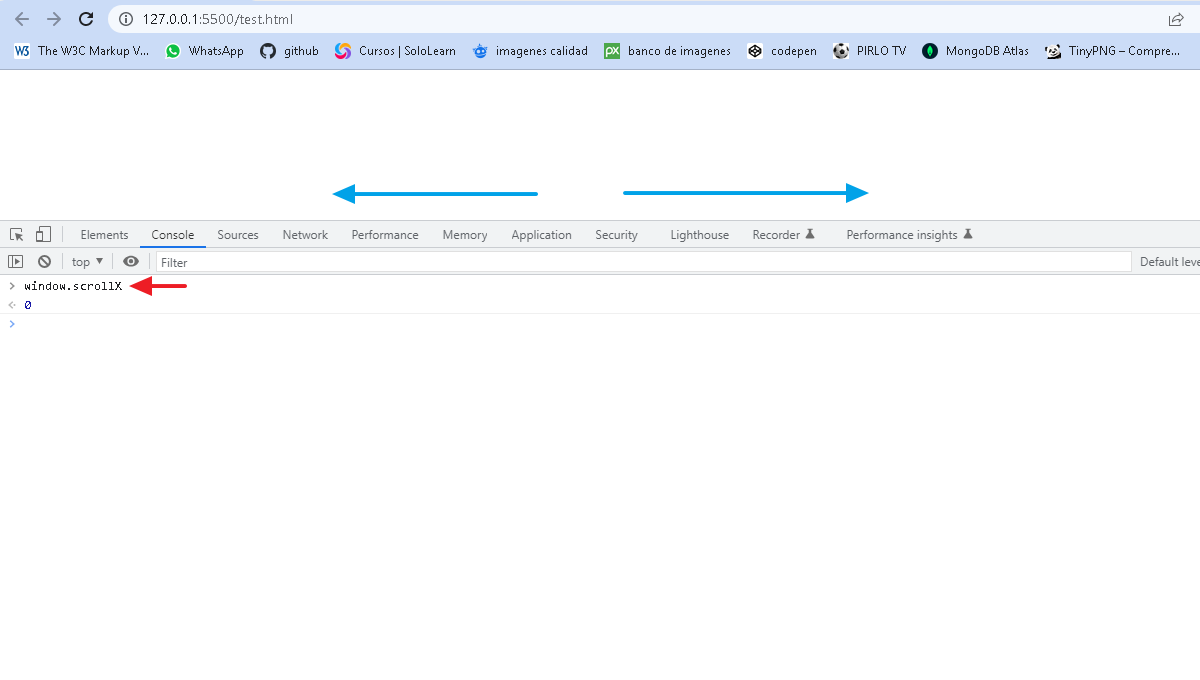 127.0.0.1:5500/test.html
W3 The W3C Markup V... WhatsApp github Cursos | SoloLearn imagenes calidad px banco de imagenes codepen PIRLO TV MongoDB Atlas TinyPNG – Compre...
Elements Console Sources Network Performance Memory Application Security Lighthouse Recorder Performance insights
top Filter Default leve
window.scrollX
0